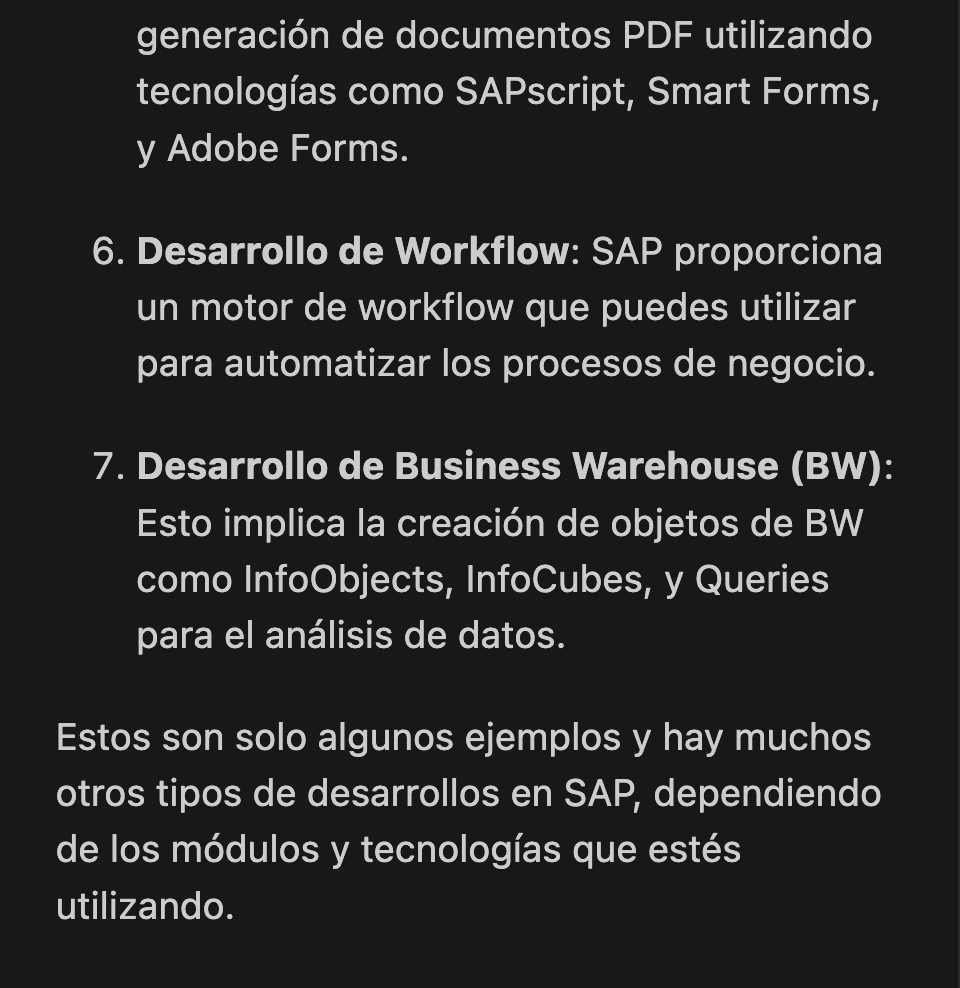 generación de documentos PDF utilizando
tecnologías como SAPscript, Smart Forms,
y Adobe Forms.
6. Desarrollo de Workflow: SAP proporciona
un motor de workflow que puedes utilizar
para automatizar los procesos de negocio.
7. Desarrollo de Business Warehouse (BW):
Esto implica la creación de objetos de BW
como InfoObjects, InfoCubes, y Queries
para el análisis de datos.
Estos son solo algunos ejemplos y hay muchos
otros tipos de desarrollos en SAP, dependiendo
de los módulos y tecnologías que estés
utilizando.